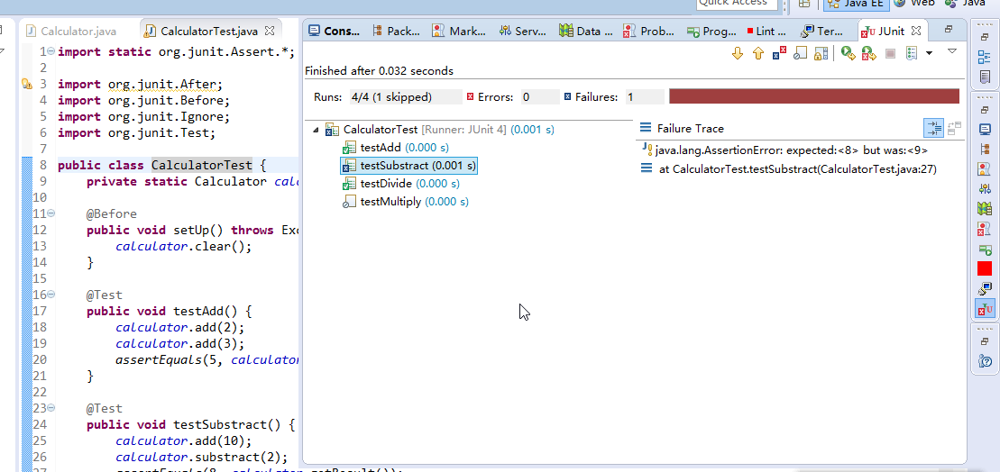 Quick Access
Java EE
Web
Java
Calculator.java
CalculatorTest.java
Cons...
Pack...
Mark...
Serv...
Data ...
Prob...
Prog...
Lint ...
Ter...
JUnit
Finished after 0.032 seconds
Runs: 4/4 (1 skipped)
Errors: 0
Failures: 1
CalculatorTest [Runner: JUnit 4] (0.001 s)
testAdd (0.000 s)
testSubstract (0.001 s)
testDivide (0.000 s)
testMultiply (0.000 s)
Failure Trace
java.lang.AssertionError: expected:<8> but was:<9>
at CalculatorTest.testSubstract(CalculatorTest.java:27)
1 import static org.junit.Assert.*;
2
3 import org.junit.After;
4 import org.junit.Before;
5 import org.junit.Ignore;
6 import org.junit.Test;
7
8 public class CalculatorTest {
9 private static Calculator calc
10
11 @Before
12 public void setUp() throws Exc
13 calculator.clear();
14 }
15
16 @Test
17 public void testAdd() {
18 calculator.add(2);
19 calculator.add(3);
20 assertEquals(5, calculator
21 }
22
23 @Test
24 public void testSubstract() {
25 calculator.add(10);
26 calculator.substract(2);
27 assertEquals(8, calculator.getResult());